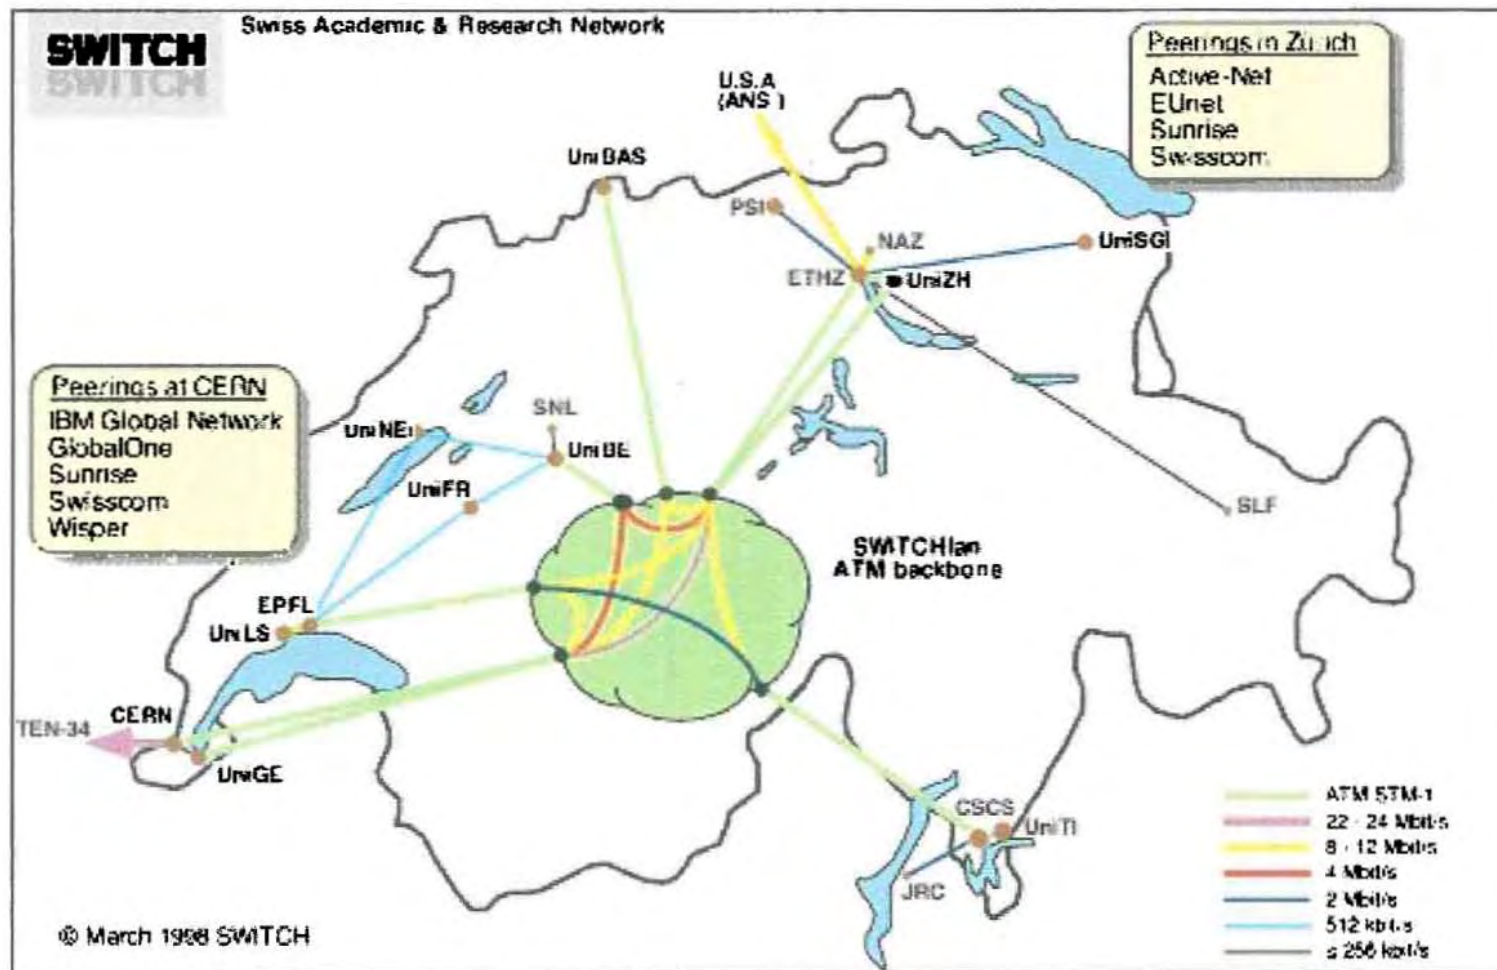 SWITCH
Swiss Academic & Research Network
Peerings in Zürich
Active-Net
EUnet
Sunrise
Swisscom
U.S.A
(ANS)
UniBAS
PSI
NAZ
UniSG
ETHZ
UniZH
Peerings at CERN
IBM Global Network
GlobalOne
Sunrise
Swisscom
Wisper
SNL
UniNE
UniBE
UniFR
SLF
SWITCHlan
ATM backbone
EPFL
UniLS
CERN
TEN-34
UniGE
CSCS
UniTI
JRC
ATM STM-1
22 - 24 Mbit/s
8 - 12 Mbit/s
4 Mbit/s
2 Mbit/s
512 kbit/s
≤ 256 kbit/s
© March 1998 SWITCH